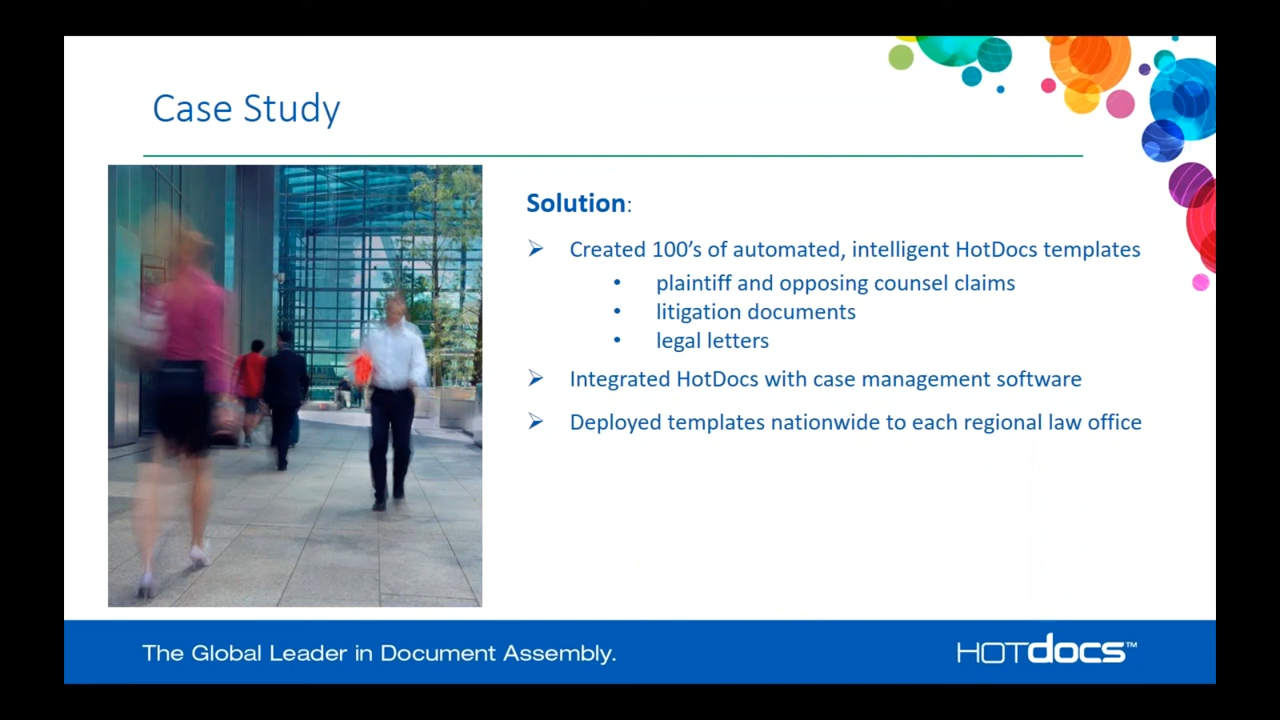 Case Study
Solution:
➢ Created 100’s of automated, intelligent HotDocs templates
• plaintiff and opposing counsel claims
• litigation documents
• legal letters
➢ Integrated HotDocs with case management software
➢ Deployed templates nationwide to each regional law office
The Global Leader in Document Assembly.
HOTdocs™